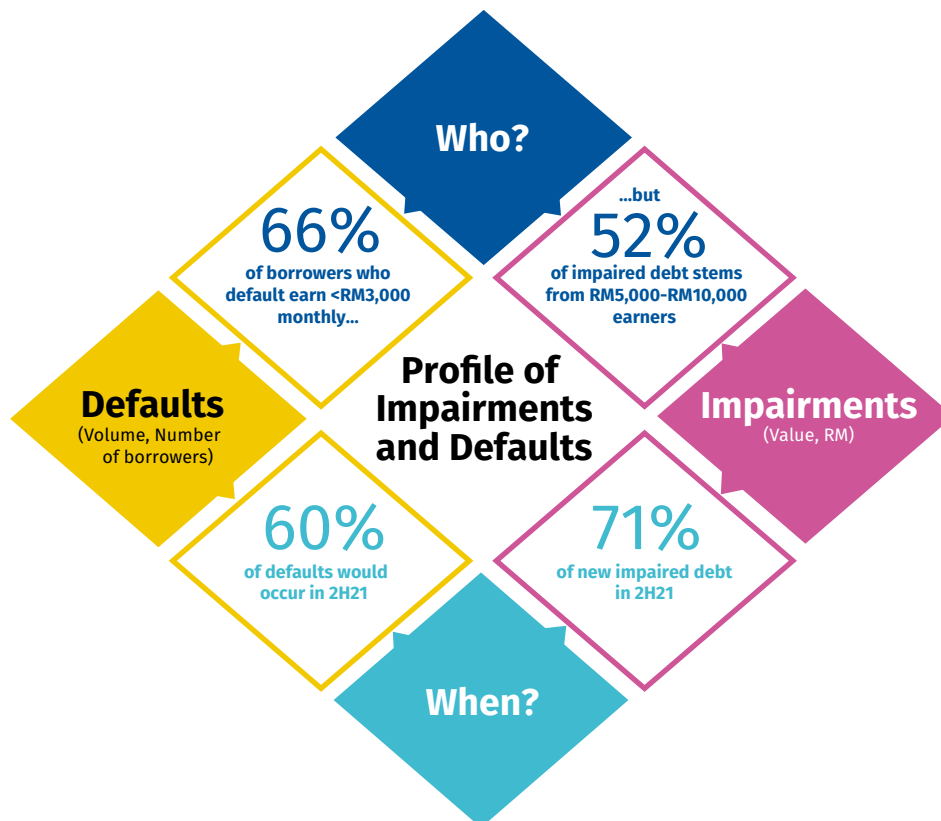 Who?
66%
of borrowers who
default earn <RM3,000
monthly...
...but
52%
of impaired debt stems
from RM5,000-RM10,000
earners
Defaults
(Volume, Number
of borrowers)
Profile of
Impairments
and Defaults
Impairments
(Value, RM)
60%
of defaults would
occur in 2H21
71%
of new impaired debt
in 2H21
When?